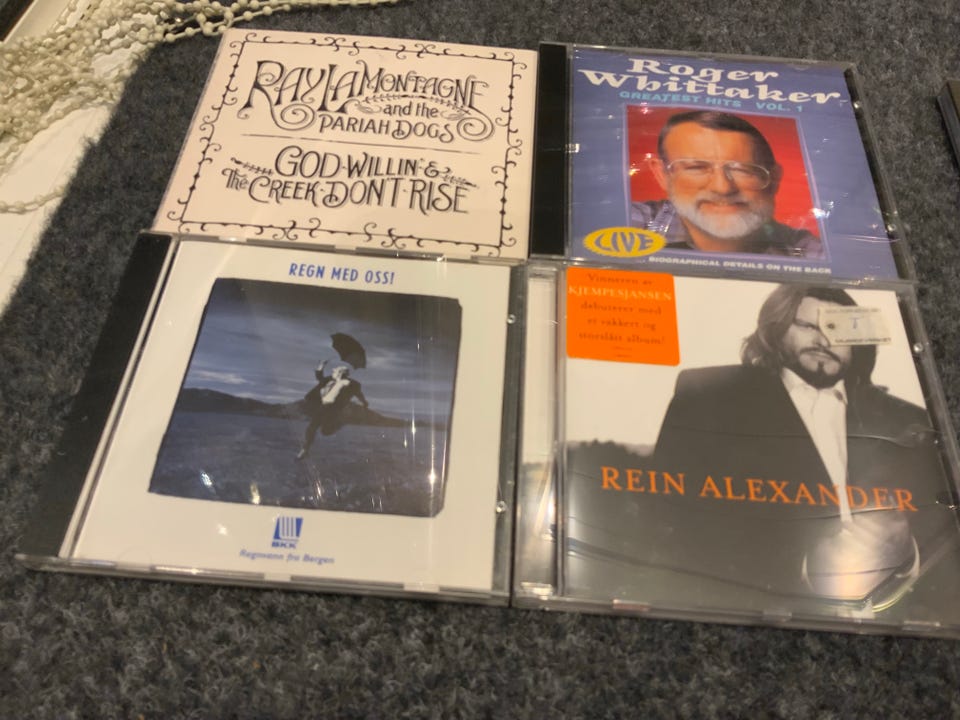 RAY LAMONTAGNE
and the
PARIAH DOGS
GOD·WILLIN'·&
The CREEK·DON'T·RISE
Roger
Whittaker
GREATEST HITS VOL. 1
LIVE
BIOGRAPHICAL DETAILS ON THE BACK
REGN MED OSS!
BKK
Regnvann fra Bergen
Vinneren av
KJEMPESJANSEN
debuterer med
et vakkert og
storslått album!
REIN ALEXANDER